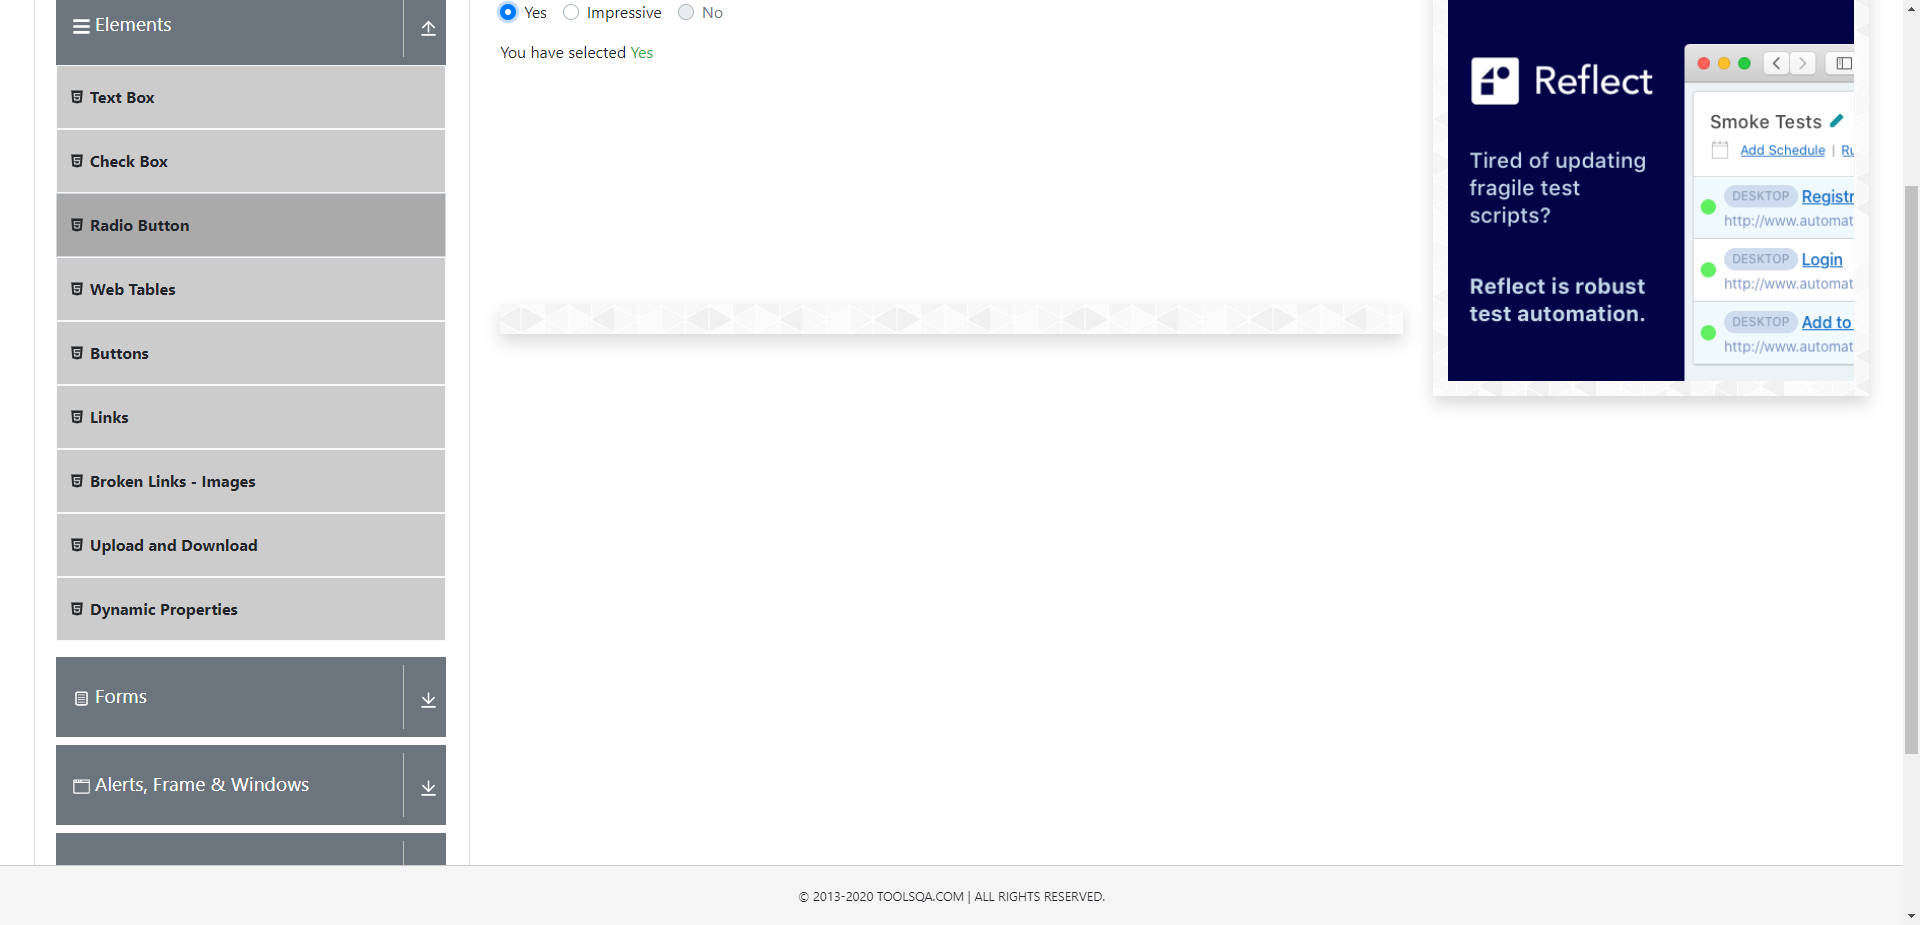 Elements
Text Box
Check Box
Radio Button
Web Tables
Buttons
Links
Broken Links - Images
Upload and Download
Dynamic Properties
Forms
Alerts, Frame & Windows
Yes Impressive No
You have selected Yes
Reflect
Tired of updating
fragile test
scripts?
Reflect is robust
test automation.
Smoke Tests
Add Schedule | Ru
DESKTOP Registr
http://www.automat
DESKTOP Login
http://www.automat
DESKTOP Add to
http://www.automat
© 2013-2020 TOOLSQA.COM | ALL RIGHTS RESERVED.